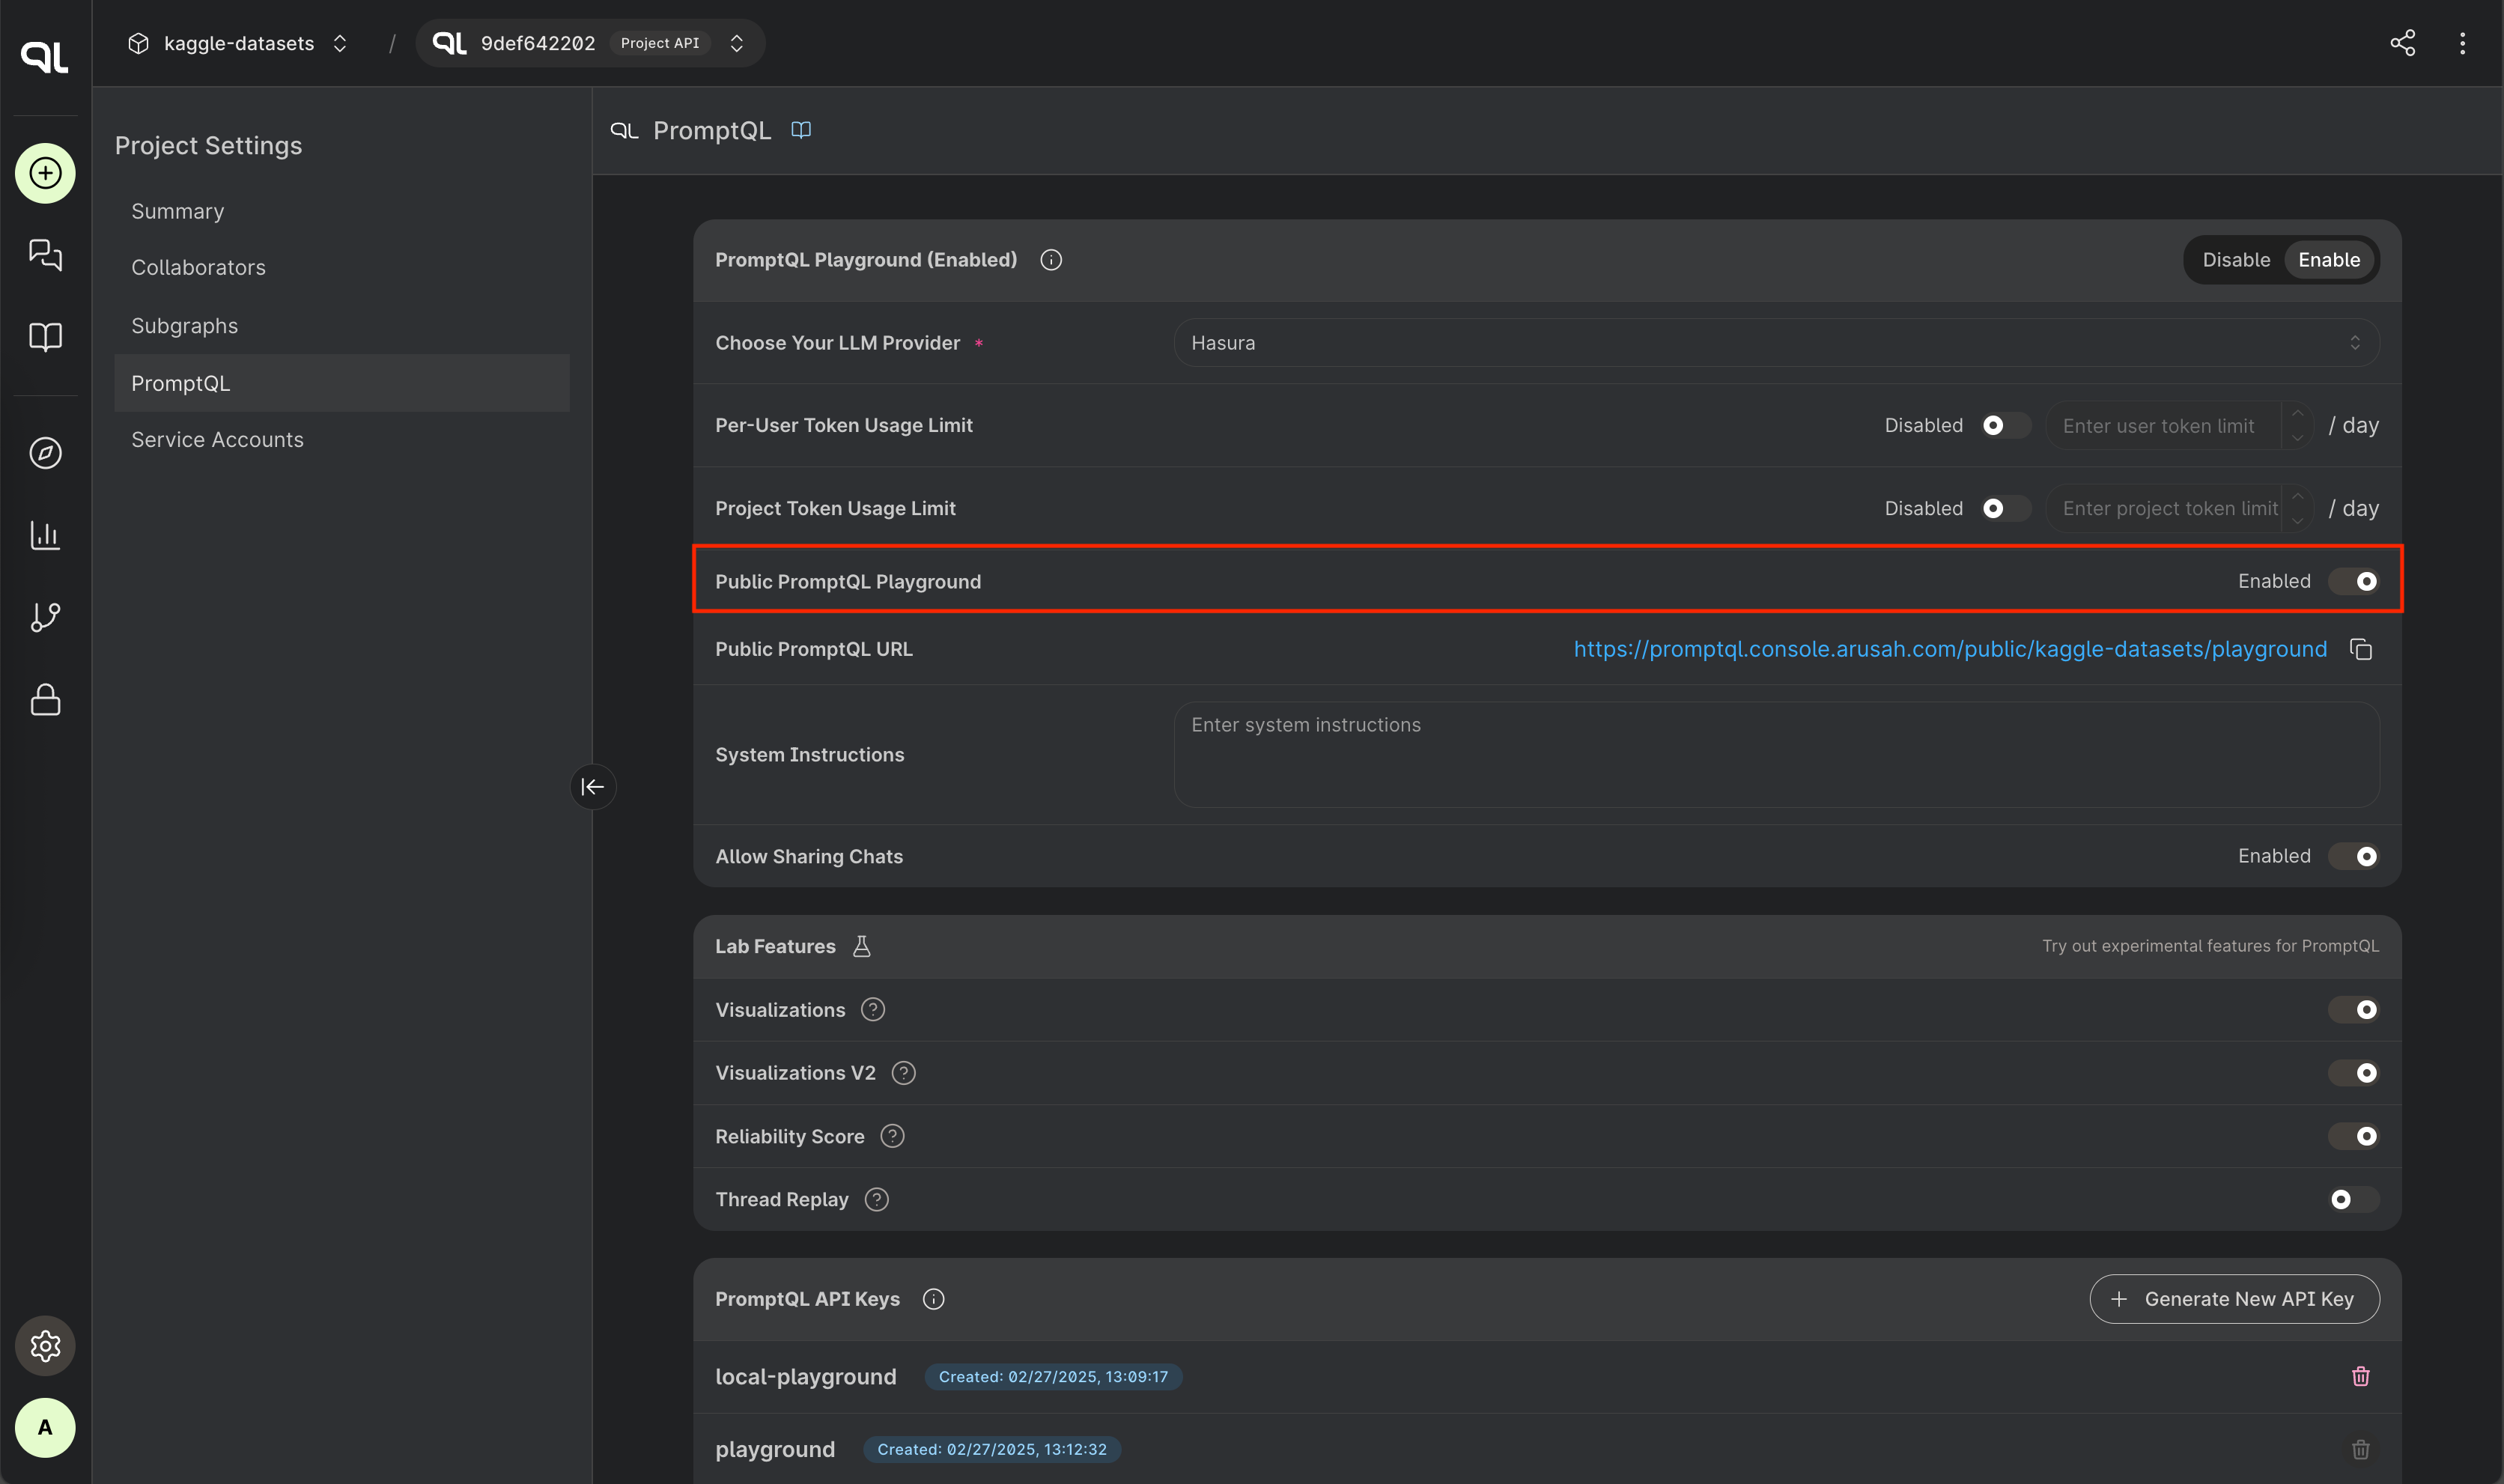 QL
kaggle-datasets / QL 9def642202 Project API
Project Settings
Summary
Collaborators
Subgraphs
PromptQL
Service Accounts
QL PromptQL
PromptQL Playground (Enabled) Disable Enable
Choose Your LLM Provider * Hasura
Per-User Token Usage Limit Disabled Enter user token limit / day
Project Token Usage Limit Disabled Enter project token limit / day
Public PromptQL Playground Enabled
Public PromptQL URL https://promptql.console.arusah.com/public/kaggle-datasets/playground
System Instructions Enter system instructions
Allow Sharing Chats Enabled
Lab Features Try out experimental features for PromptQL
Visualizations ?
Visualizations V2 ?
Reliability Score ?
Thread Replay ?
PromptQL API Keys + Generate New API Key
local-playground Created: 02/27/2025, 13:09:17
playground Created: 02/27/2025, 13:12:32
A